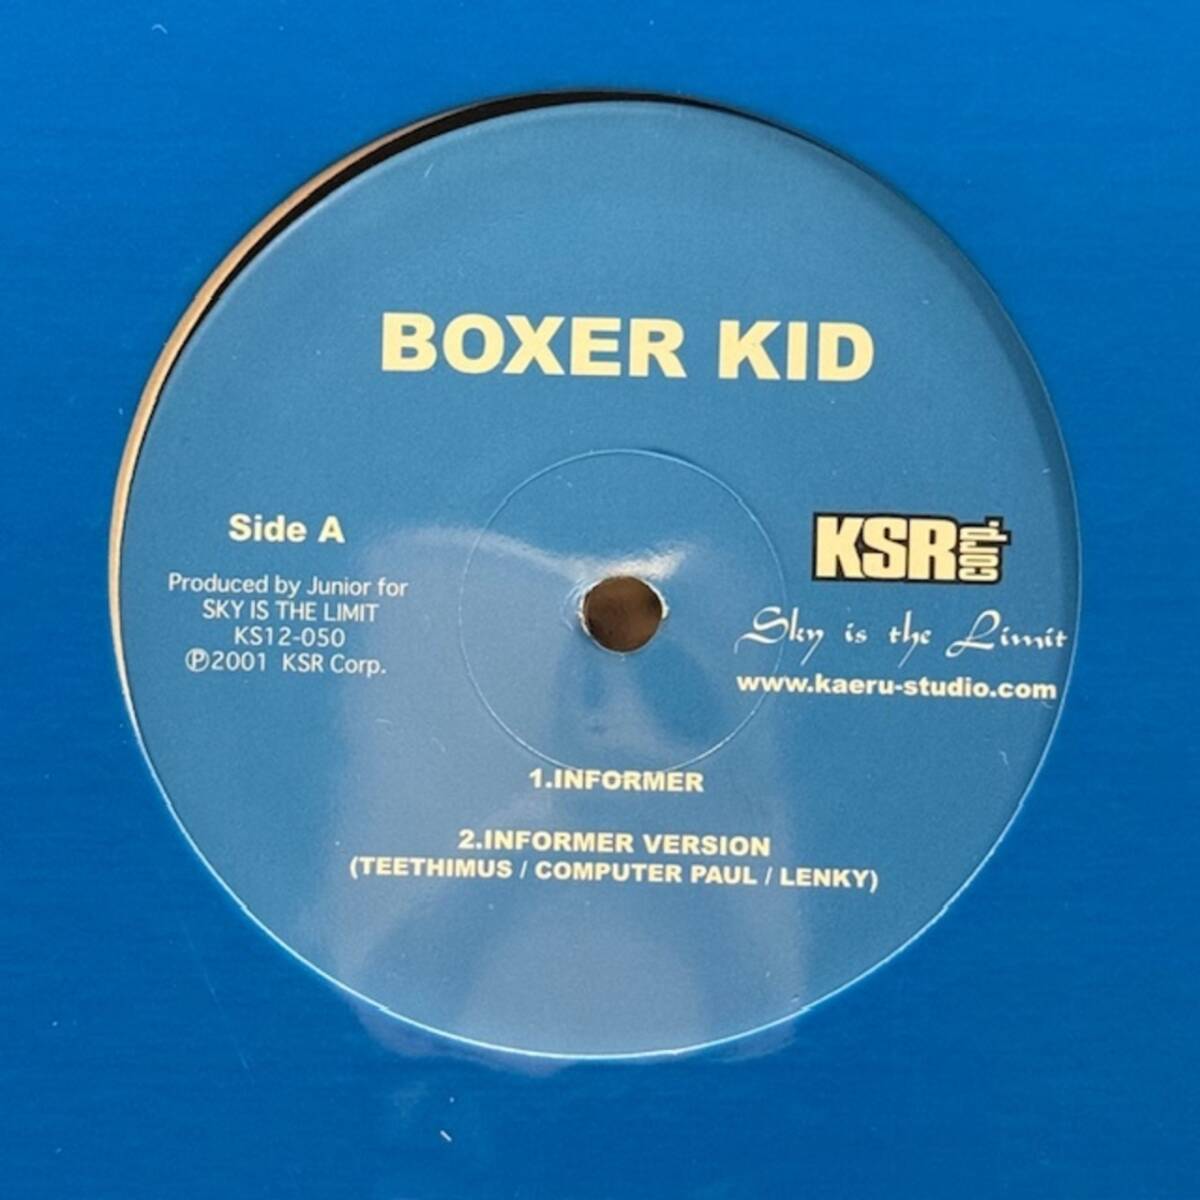 BOXER KID
Side A
Produced by Junior for
SKY IS THE LIMIT
KS12-050
Ⓟ2001 KSR Corp.
KSR corp.
Sky is the Limit
www.kaeru-studio.com
1.INFORMER
2.INFORMER VERSION
(TEETHIMUS / COMPUTER PAUL / LENKY)